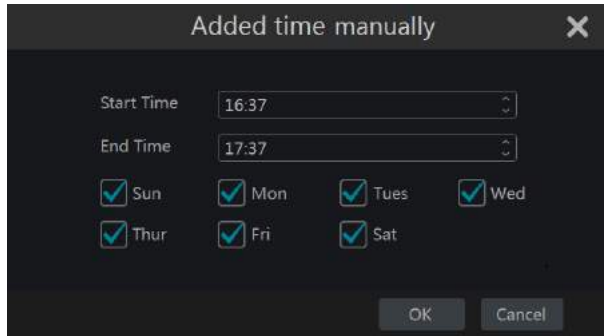 Added time manually
Start Time 16:37
End Time 17:37
Sun Mon Tues Wed
Thur Fri Sat
OK Cancel